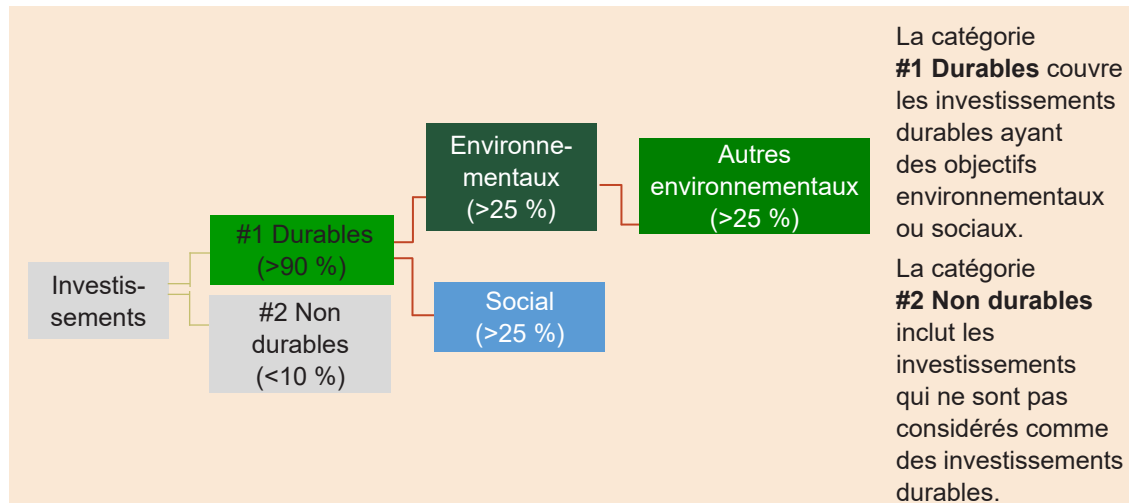 Investis-
sements
#1 Durables
(>90 %)
#2 Non
durables
(<10 %)
Environne-
mentaux
(>25 %)
Social
(>25 %)
Autres
environnementaux
(>25 %)
La catégorie
#1 Durables couvre
les investissements
durables ayant
des objectifs
environnementaux
ou sociaux.
La catégorie
#2 Non durables
inclut les
investissements
qui ne sont pas
considérés comme
des investissements
durables.